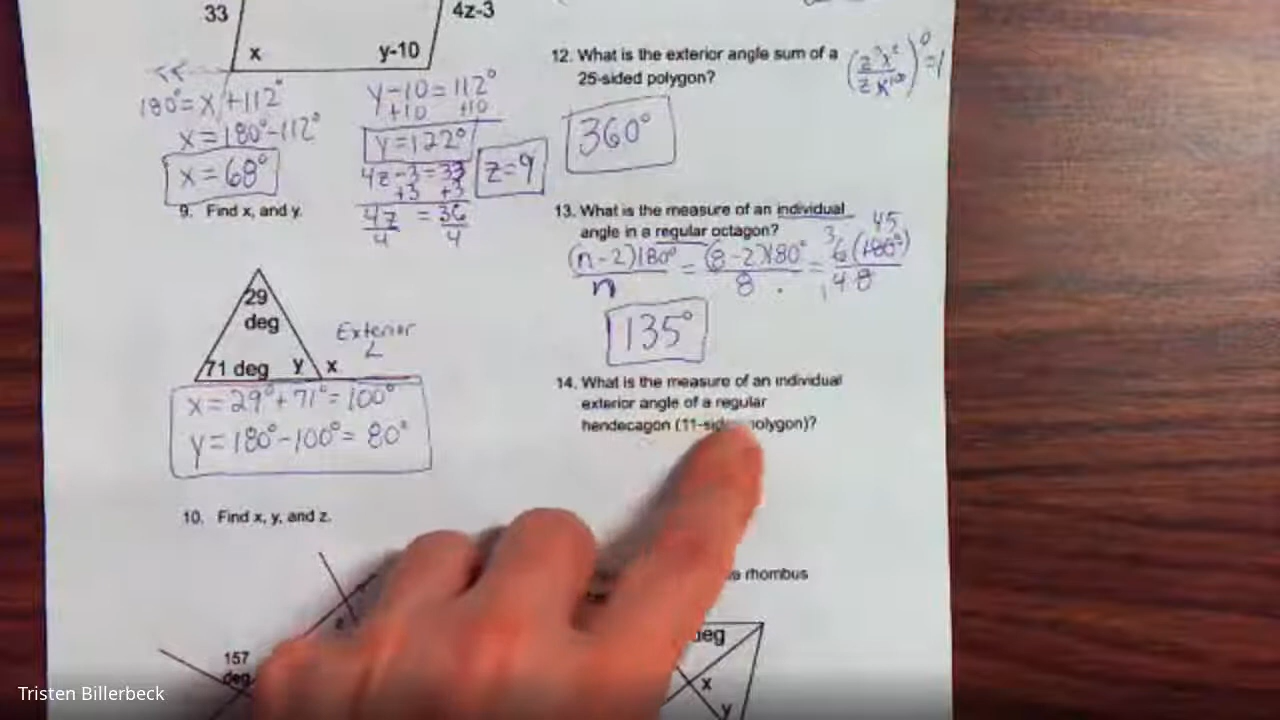 33
4z-3
x
y-10
180°= x +112°
x = 180°-112°
x = 68°
y-10 = 112°
+10 +10
y = 122°
4z-3 = 33
+3 +3
4z = 36
4 4
z=9
9. Find x, and y.
29
deg
71 deg y x
Exterior
∠
x = 29°+71°= 100°
y = 180°-100°= 80°
10. Find x, y, and z.
157
deg
12. What is the exterior angle sum of a
25-sided polygon?
360°
13. What is the measure of an individual
angle in a regular octagon?
(n-2)180° = (8-2)180° = 6(180°)
n 8 8
3 45
1 4
135°
14. What is the measure of an individual
exterior angle of a regular
hendecagon (11-sided polygon)?
rhombus
deg
x
y
Tristen Billerbeck